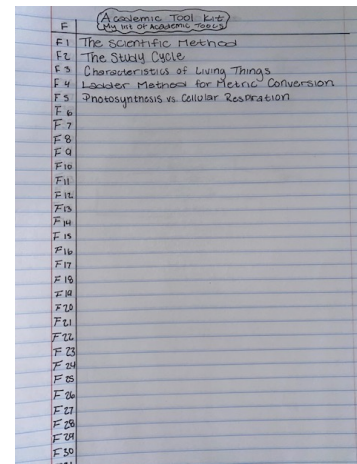 Academic Tool Kit
F My list of Academic Tools
F1 The Scientific Method
F2 The Study Cycle
F3 Characteristics of Living Things
F4 Ladder Method for Metric Conversion
F5 Photosynthesis vs. Cellular Respiration
F6
F7
F8
F9
F10
F11
F12
F13
F14
F15
F16
F17
F18
F19
F20
F21
F22
F23
F24
F25
F26
F27
F28
F29
F30